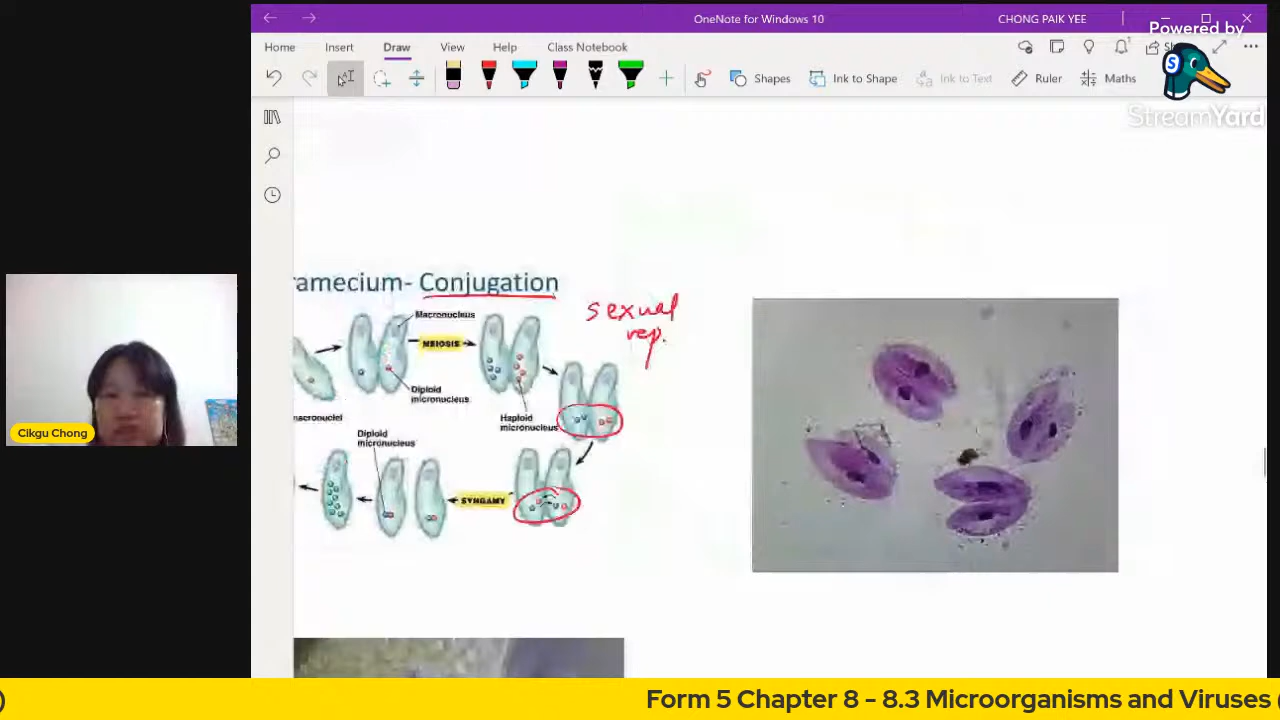 OneNote for Windows 10
CHONG PAIK YEE
Powered by
StreamYard
Home Insert Draw View Help Class Notebook
Shapes Ink to Shape Ink to Text Ruler Maths
ramecium- Conjugation
sexual
rep.
Macronucleus
MEIOSIS
Diploid
micronucleus
Haploid
micronucleus
macronuclei
Diploid
micronucleus
SYNGAMY
Cikgu Chong
) Form 5 Chapter 8 - 8.3 Microorganisms and Viruses (